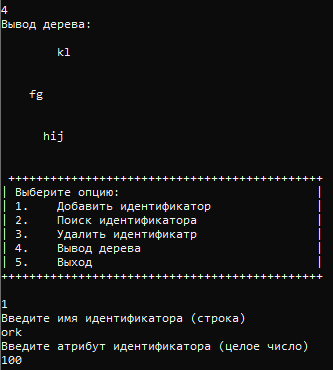 4
Вывод дерева:
kl
fg
hij
+++++++++++++++++++++++++++++++++++++++++++++
| Выберите опцию: |
| 1. Добавить идентификатор |
| 2. Поиск идентификатора |
| 3. Удалить идентификатр |
| 4. Вывод дерева |
| 5. Выход |
+++++++++++++++++++++++++++++++++++++++++++++
1
Введите имя идентификатора (строка)
ork
Введите атрибут идентификатора (целое число)
100